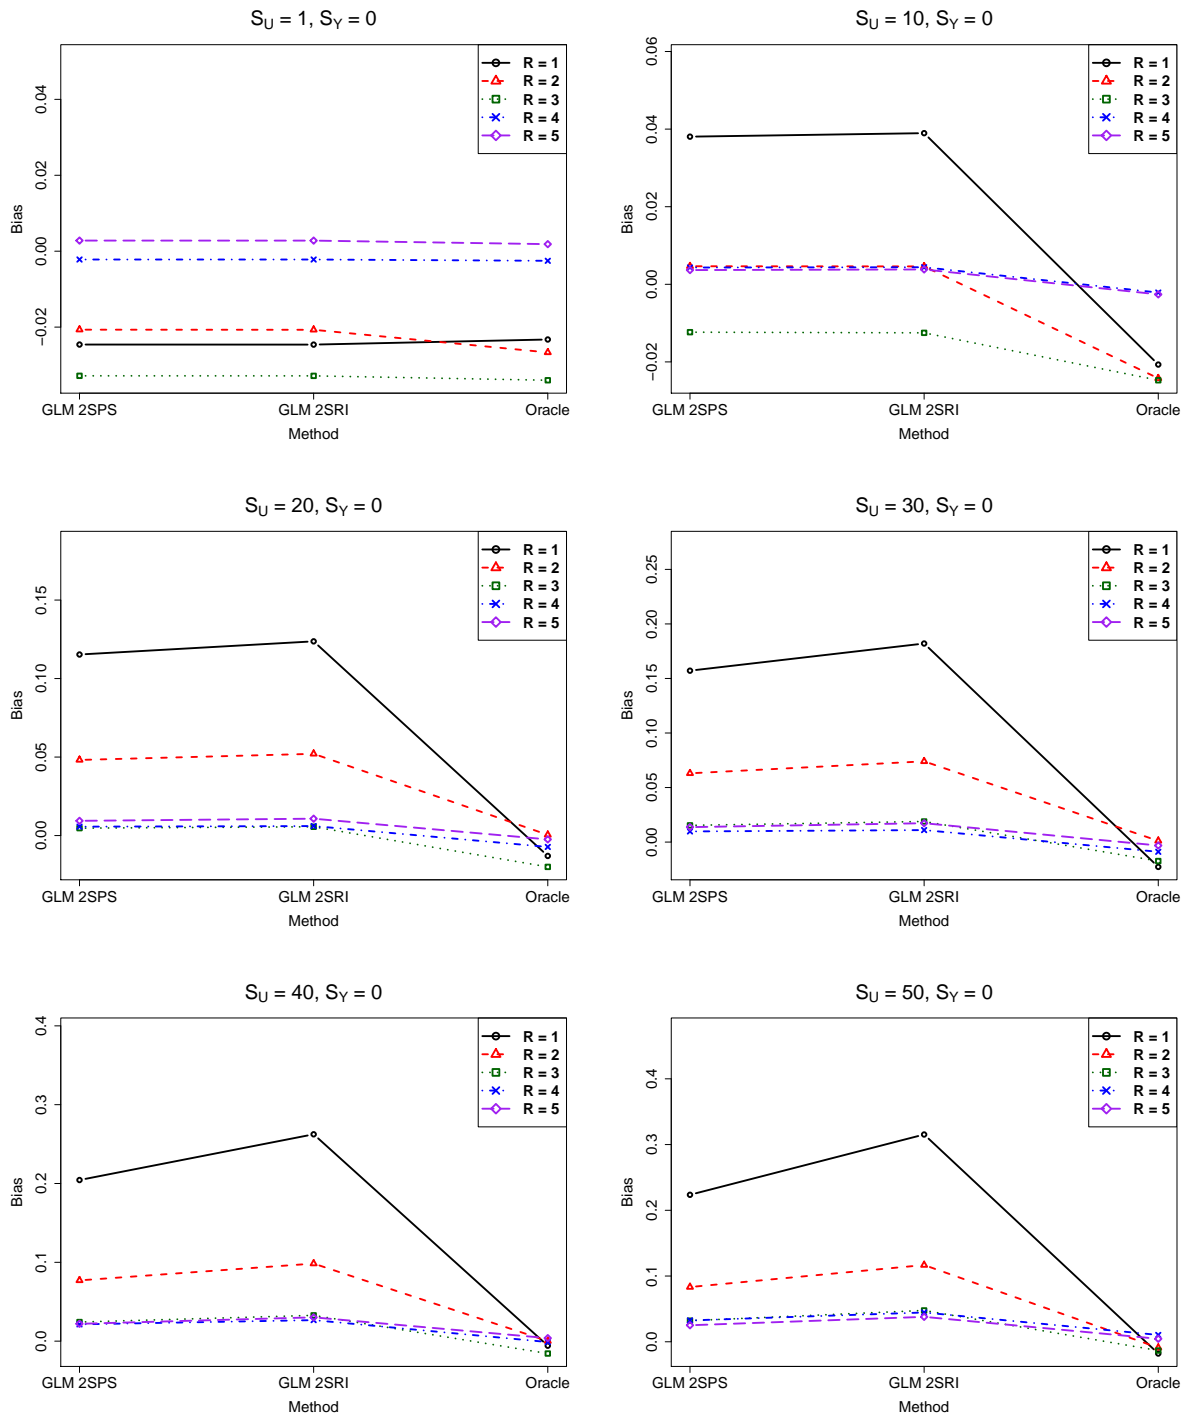 S_U = 1, S_Y = 0
0.04
0.02
0.00
−0.02
Bias
R = 1
R = 2
R = 3
R = 4
R = 5
GLM 2SPS GLM 2SRI Oracle
Method
S_U = 10, S_Y = 0
0.06
0.04
0.02
0.00
−0.02
Bias
R = 1
R = 2
R = 3
R = 4
R = 5
GLM 2SPS GLM 2SRI Oracle
Method
S_U = 20, S_Y = 0
0.15
0.10
0.05
0.00
Bias
R = 1
R = 2
R = 3
R = 4
R = 5
GLM 2SPS GLM 2SRI Oracle
Method
S_U = 30, S_Y = 0
0.25
0.20
0.15
0.10
0.05
0.00
Bias
R = 1
R = 2
R = 3
R = 4
R = 5
GLM 2SPS GLM 2SRI Oracle
Method
S_U = 40, S_Y = 0
0.4
0.3
0.2
0.1
0.0
Bias
R = 1
R = 2
R = 3
R = 4
R = 5
GLM 2SPS GLM 2SRI Oracle
Method
S_U = 50, S_Y = 0
0.4
0.3
0.2
0.1
0.0
Bias
R = 1
R = 2
R = 3
R = 4
R = 5
GLM 2SPS GLM 2SRI Oracle
Method